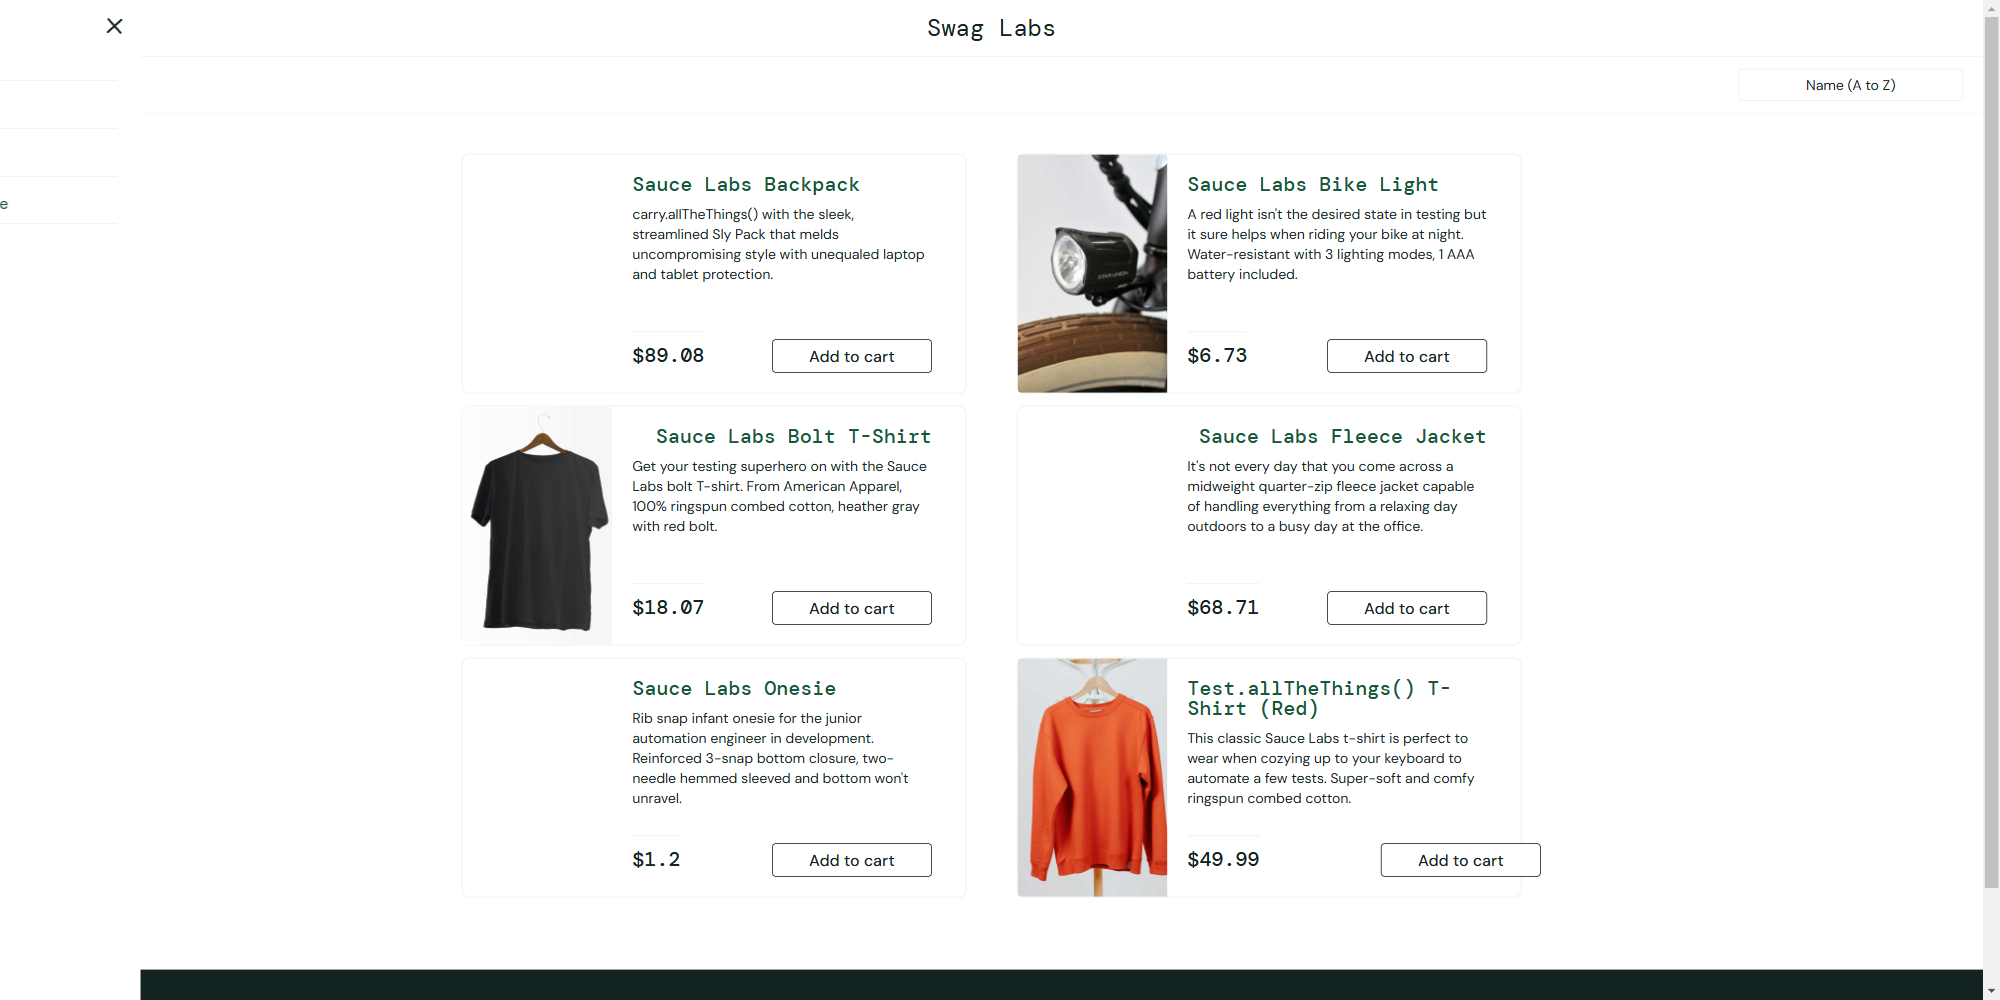 Swag Labs
Name (A to Z)
e
Sauce Labs Backpack
carry.allTheThings() with the sleek,
streamlined Sly Pack that melds
uncompromising style with unequaled laptop
and tablet protection.
$89.08
Add to cart
Sauce Labs Bike Light
A red light isn't the desired state in testing but
it sure helps when riding your bike at night.
Water-resistant with 3 lighting modes, 1 AAA
battery included.
$6.73
Add to cart
Sauce Labs Bolt T-Shirt
Get your testing superhero on with the Sauce
Labs bolt T-shirt. From American Apparel,
100% ringspun combed cotton, heather gray
with red bolt.
$18.07
Add to cart
Sauce Labs Fleece Jacket
It's not every day that you come across a
midweight quarter-zip fleece jacket capable
of handling everything from a relaxing day
outdoors to a busy day at the office.
$68.71
Add to cart
Sauce Labs Onesie
Rib snap infant onesie for the junior
automation engineer in development.
Reinforced 3-snap bottom closure, two-
needle hemmed sleeved and bottom won't
unravel.
$1.2
Add to cart
Test.allTheThings() T-
Shirt (Red)
This classic Sauce Labs t-shirt is perfect to
wear when cozying up to your keyboard to
automate a few tests. Super-soft and comfy
ringspun combed cotton.
$49.99
Add to cart